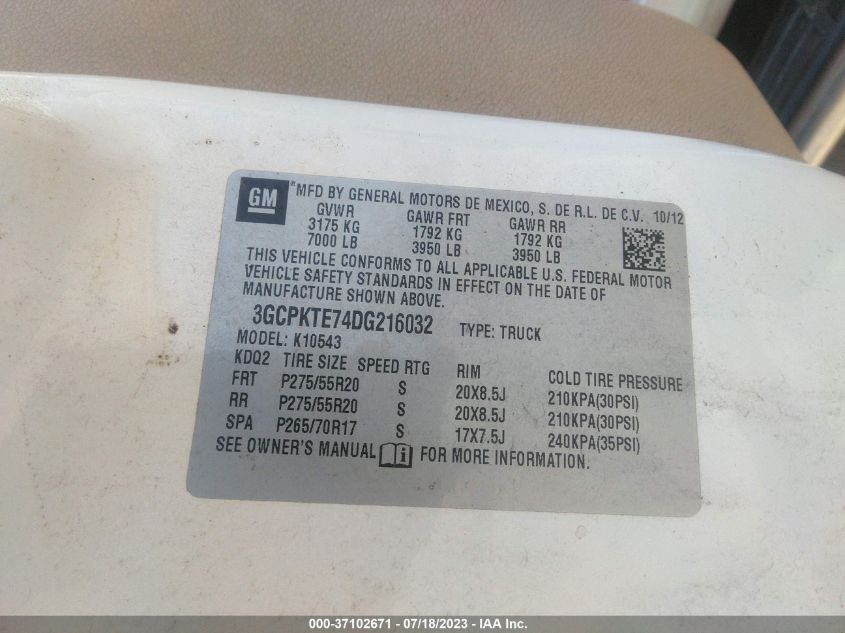 GM "MFD BY GENERAL MOTORS DE MEXICO, S. DE R.L. DE C.V. 10/12
GVWR GAWR FRT GAWR RR
3175 KG 1792 KG 1792 KG
7000 LB 3950 LB 3950 LB
THIS VEHICLE CONFORMS TO ALL APPLICABLE U.S. FEDERAL MOTOR
VEHICLE SAFETY STANDARDS IN EFFECT ON THE DATE OF
MANUFACTURE SHOWN ABOVE.
3GCPKTE74DG216032 TYPE: TRUCK
MODEL: K10543
KDQ2 TIRE SIZE SPEED RTG RIM COLD TIRE PRESSURE
FRT P275/55R20 S 20X8.5J 210KPA(30PSI)
RR P275/55R20 S 20X8.5J 210KPA(30PSI)
SPA P265/70R17 S 17X7.5J 240KPA(35PSI)
SEE OWNER'S MANUAL i FOR MORE INFORMATION.
000-37102671 - 07/18/2023 - IAA Inc.